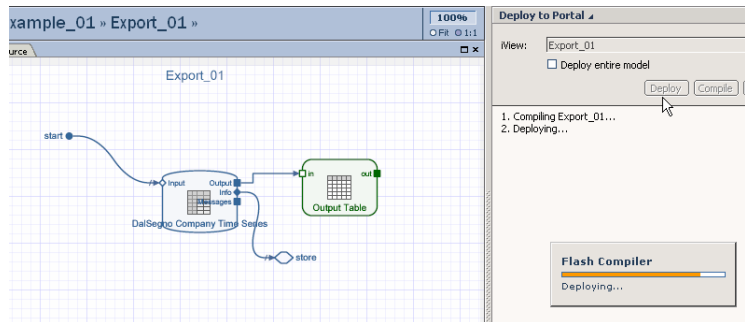 xample_01 » Export_01 »
100%
Fit 1:1
urce
Export_01
start
Input
Output
Info
Messages
DalSegno Company Time Series
in
out
Output Table
store
Deploy to Portal
iView:
Export_01
Deploy entire model
Deploy
Compile
1. Compiling Export_01...
2. Deploying...
Flash Compiler
Deploying...